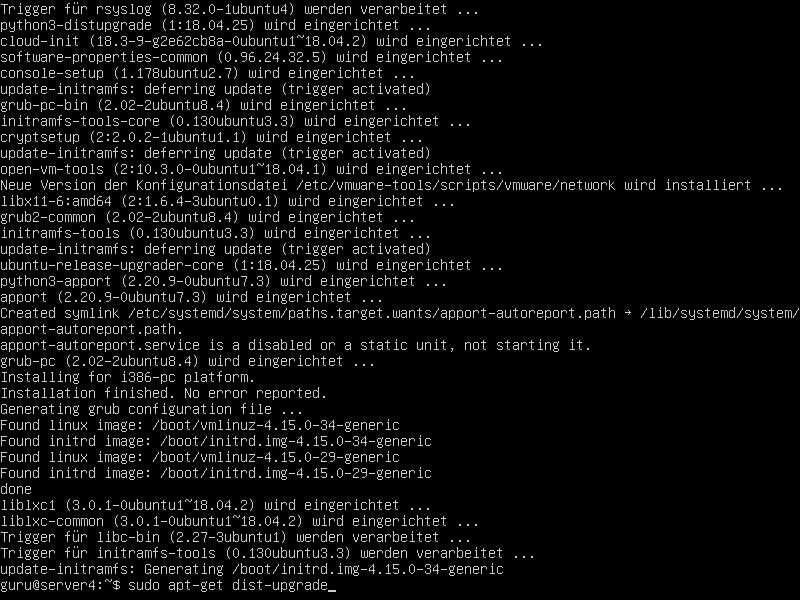 Trigger für rsyslog (8.32.0-1ubuntu4) werden verarbeitet ...
python3-distupgrade (1:18.04.25) wird eingerichtet ...
cloud-init (18.3-9-g2e62cb8a-0ubuntu1~18.04.2) wird eingerichtet ...
software-properties-common (0.96.24.32.5) wird eingerichtet ...
console-setup (1.178ubuntu2.7) wird eingerichtet ...
update-initramfs: deferring update (trigger activated)
grub-pc-bin (2.02-2ubuntu8.4) wird eingerichtet ...
initramfs-tools-core (0.130ubuntu3.3) wird eingerichtet ...
cryptsetup (2:2.0.2-1ubuntu1.1) wird eingerichtet ...
update-initramfs: deferring update (trigger activated)
open-vm-tools (2:10.3.0-0ubuntu1~18.04.1) wird eingerichtet ...
Neue Version der Konfigurationsdatei /etc/vmware-tools/scripts/vmware/network wird installiert ...
libx11-6:amd64 (2:1.6.4-3ubuntu0.1) wird eingerichtet ...
grub2-common (2.02-2ubuntu8.4) wird eingerichtet ...
initramfs-tools (0.130ubuntu3.3) wird eingerichtet ...
update-initramfs: deferring update (trigger activated)
ubuntu-release-upgrader-core (1:18.04.25) wird eingerichtet ...
python3-apport (2.20.9-0ubuntu7.3) wird eingerichtet ...
apport (2.20.9-0ubuntu7.3) wird eingerichtet ...
Created symlink /etc/systemd/system/paths.target.wants/apport-autoreport.path → /lib/systemd/system/
apport-autoreport.path.
apport-autoreport.service is a disabled or a static unit, not starting it.
grub-pc (2.02-2ubuntu8.4) wird eingerichtet ...
Installing for i386-pc platform.
Installation finished. No error reported.
Generating grub configuration file ...
Found linux image: /boot/vmlinuz-4.15.0-34-generic
Found initrd image: /boot/initrd.img-4.15.0-34-generic
Found linux image: /boot/vmlinuz-4.15.0-29-generic
Found initrd image: /boot/initrd.img-4.15.0-29-generic
done
liblxc1 (3.0.1-0ubuntu1~18.04.2) wird eingerichtet ...
liblxc-common (3.0.1-0ubuntu1~18.04.2) wird eingerichtet ...
Trigger für libc-bin (2.27-3ubuntu1) werden verarbeitet ...
Trigger für initramfs-tools (0.130ubuntu3.3) werden verarbeitet ...
update-initramfs: Generating /boot/initrd.img-4.15.0-34-generic
guru@server4:~$ sudo apt-get dist-upgrade_